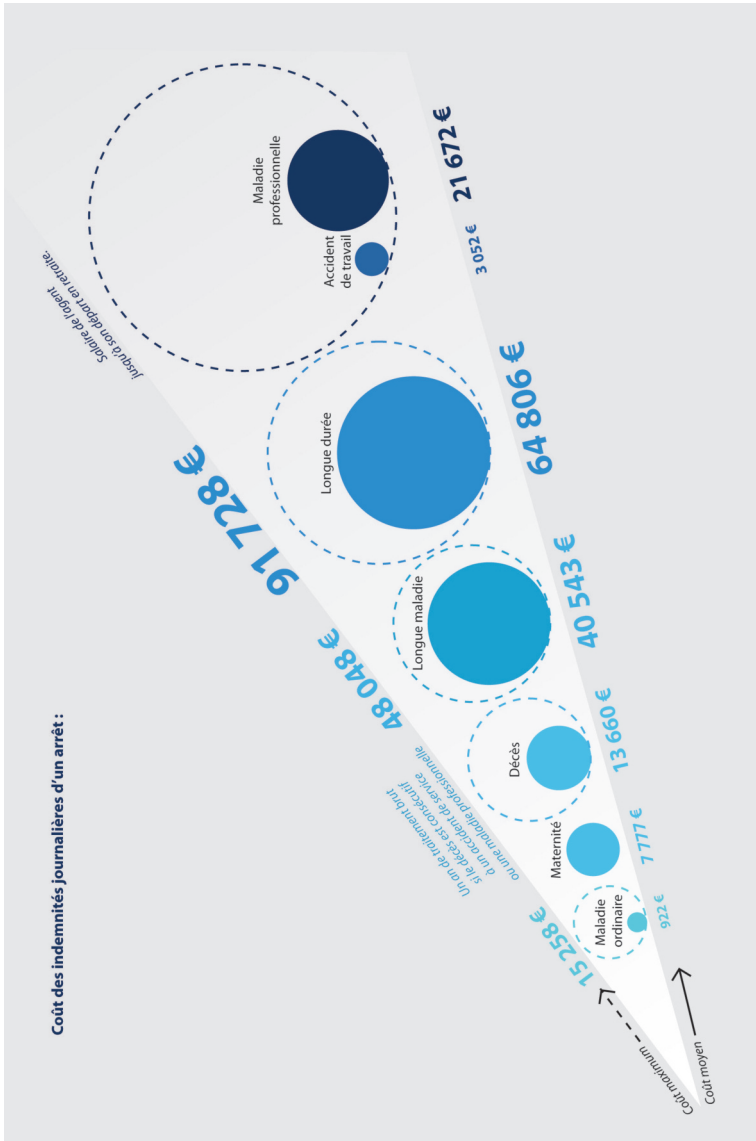 Coût des indemnités journalières d'un arrêt :
Coût maximum
Coût moyen
15 258 €
Maladie
ordinaire
922 €
Maternité
7 777 €
Un an de traitement brut
si le décès est consécutif
à un accident de service
ou une maladie professionnelle
Décès
13 660 €
48 048 €
Longue maladie
40 543 €
91 728 €
Longue durée
64 806 €
Salaire de l'agent
jusqu'à son départ en retraite.
Accident
de travail
3 052 €
Maladie
professionnelle
21 672 €